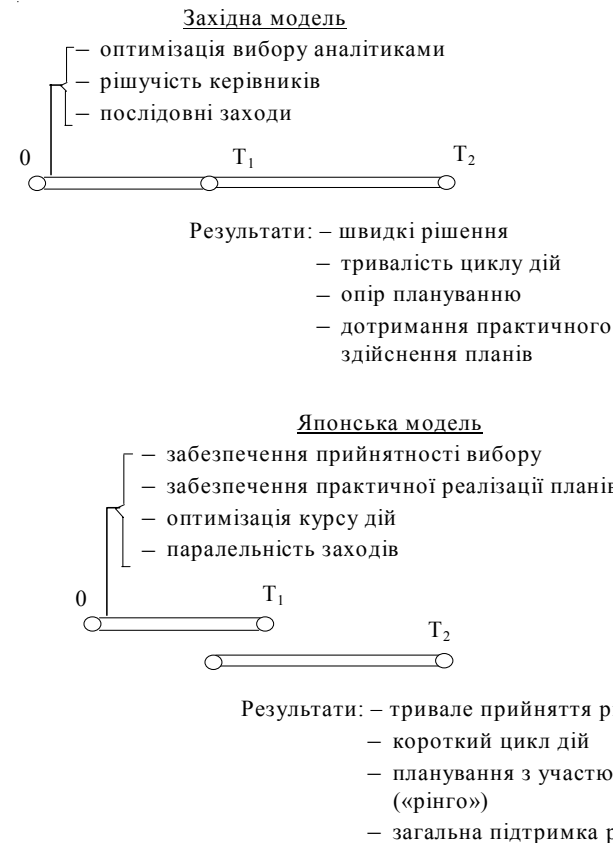 Західна модель
– оптимізація вибору аналітиками
– рішучість керівників
– послідовні заходи
0 T₁ T₂
Результати: – швидкі рішення
– тривалість циклу дій
– опір плануванню
– дотримання практичного
здійснення планів
Японська модель
– забезпечення прийнятності вибору
– забезпечення практичної реалізації планів
– оптимізація курсу дій
– паралельність заходів
0 T₁
T₂
Результати: – тривале прийняття
– короткий цикл дій
– планування з участю
(«рінго»)
– загальна підтримка